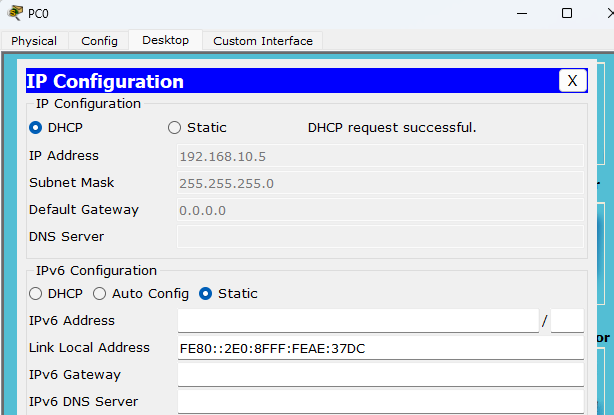 PC0
Physical Config Desktop Custom Interface
IP Configuration X
IP Configuration
DHCP Static DHCP request successful.
IP Address 192.168.10.5
Subnet Mask 255.255.255.0
Default Gateway 0.0.0.0
DNS Server
IPv6 Configuration
DHCP Auto Config Static
IPv6 Address /
Link Local Address FE80::2E0:8FFF:FEAE:37DC
IPv6 Gateway
IPv6 DNS Server